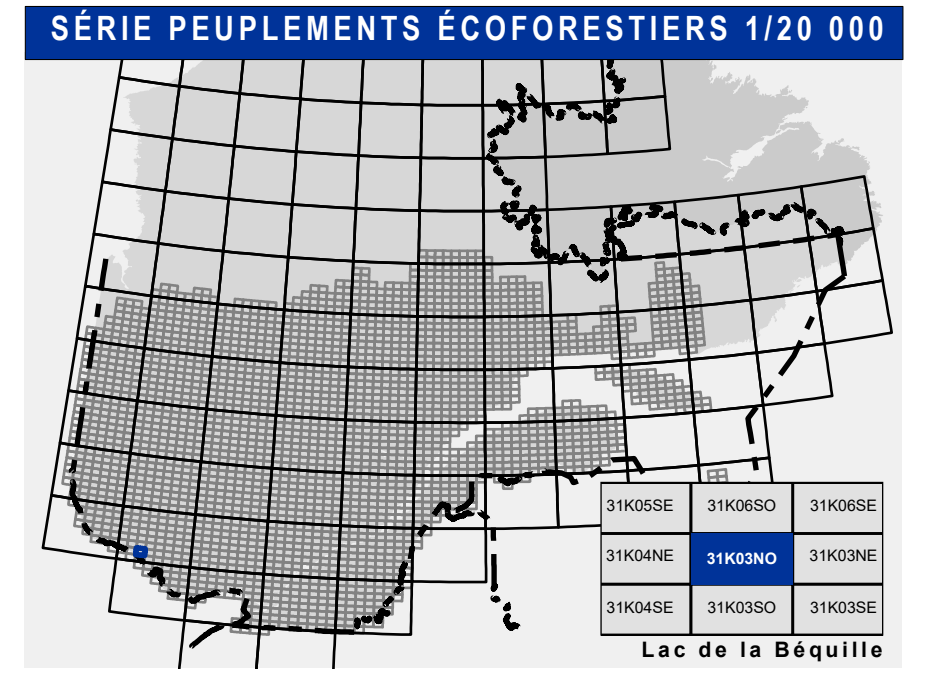 SÉRIE PEUPLEMENTS ÉCOFORESTIERS 1/20 000
31K05SE 31K06SO 31K06SE
31K04NE 31K03NO 31K03NE
31K04SE 31K03SO 31K03SE
Lac de la Béquille